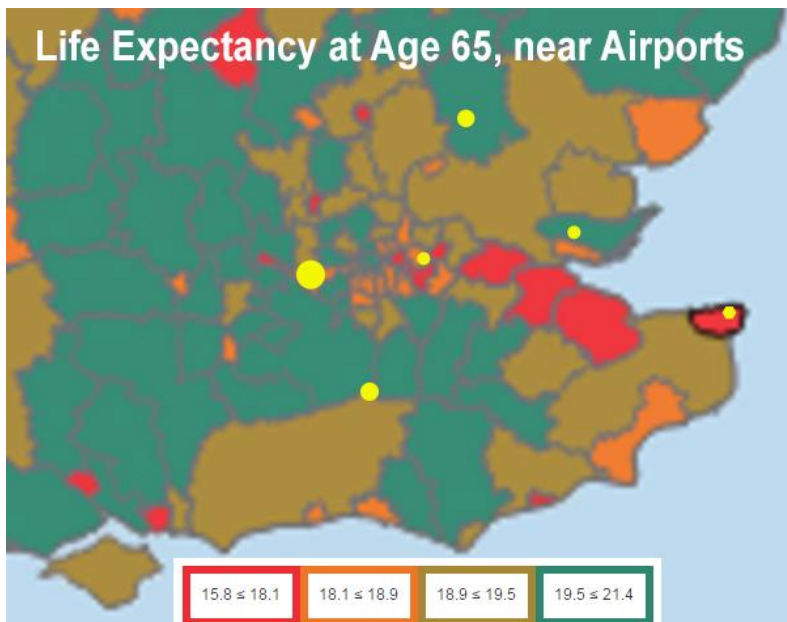 Life Expectancy at Age 65, near Airports
15.8 ≤ 18.1 18.1 ≤ 18.9 18.9 ≤ 19.5 19.5 ≤ 21.4